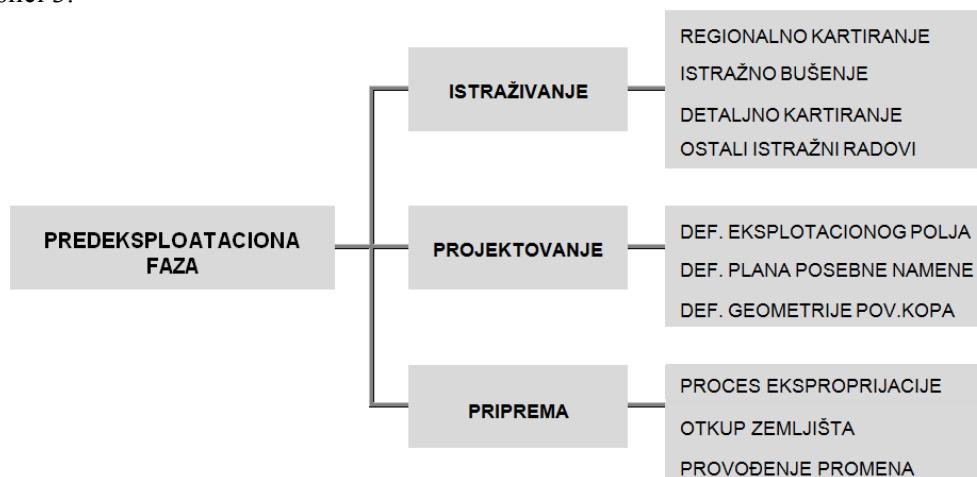 REGIONALNO KARTIRANJE
ISTRAŽIVANJE
ISTRAŽNO BUŠENJE
DETALJNO KARTIRANJE
OSTALI ISTRAŽNI RADOVI
PREDEKSPLOATACIONA
FAZA
PROJEKTOVANJE
DEF. EKSPLOTACIONOG POLJA
DEF. PLANA POSEBNE NAMENE
DEF. GEOMETRIJE POV.KOPA
PRIPREMA
PROCES EKSPROPRIJACIJE
OTKUP ZEMLJIŠTA
PROVOĐENJE PROMENA